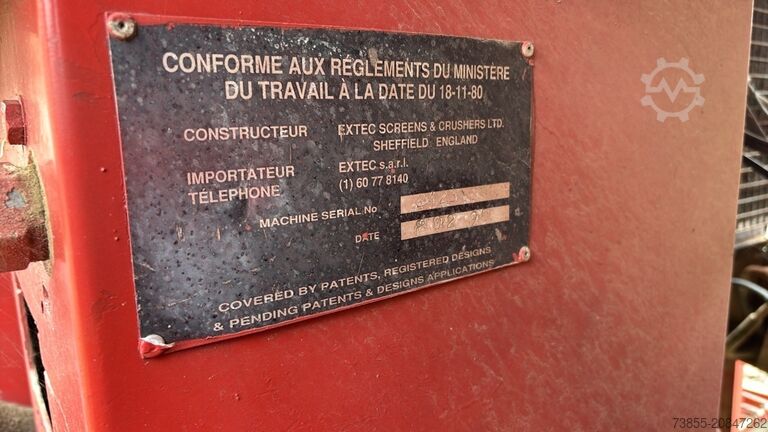 CONFORME AUX RÉGLEMENTS DU MINISTÈRE
DU TRAVAIL À LA DATE DU 18-11-80
CONSTRUCTEUR EXTEC SCREENS & CRUSHERS LTD.
SHEFFIELD ENGLAND
IMPORTATEUR EXTEC s.a.r.l.
TÉLEPHONE (1) 60 77 8140
MACHINE SERIAL No
DATE
COVERED BY PATENTS, REGISTERED DESIGNS
& PENDING PATENTS & DESIGNS APPLICATIONS
Machineseeker
73855-20847262